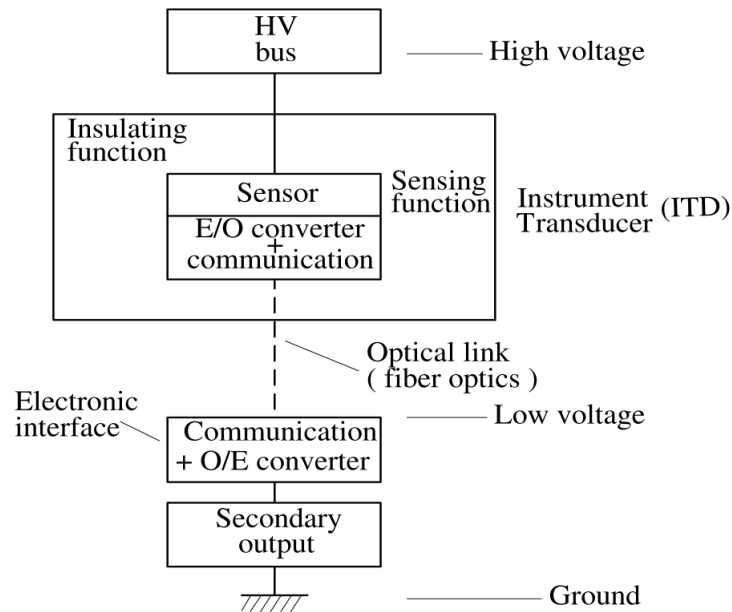 HV
bus
High voltage
Insulating
function
Sensor
Sensing
function
E/O converter
+
communication
Instrument
Transducer (ITD)
Optical link
( fiber optics )
Electronic
interface
Low voltage
Communication
+ O/E converter
Secondary
output
Ground